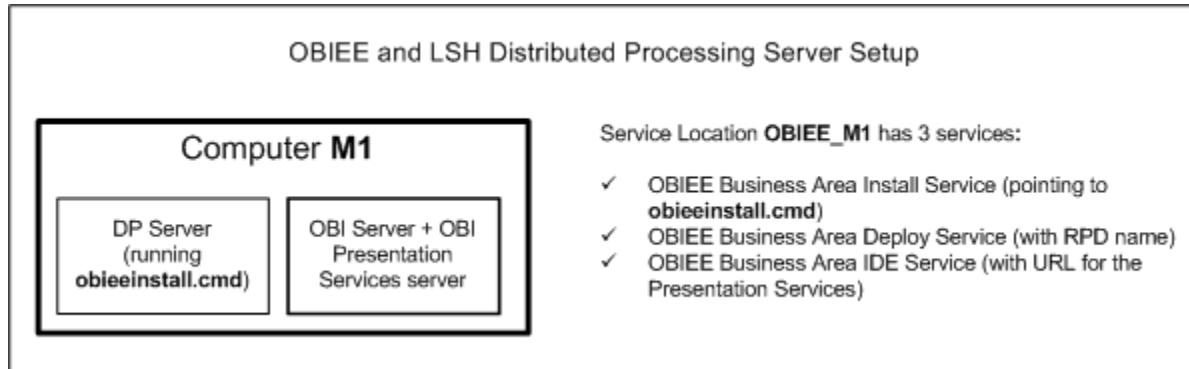 OBIEE and LSH Distributed Processing Server Setup
Computer M1
DP Server
(running
obieeinstall.cmd)
OBI Server + OBI
Presentation
Services server
Service Location OBIEE_M1 has 3 services:
✓ OBIEE Business Area Install Service (pointing to
obieeinstall.cmd)
✓ OBIEE Business Area Deploy Service (with RPD name)
✓ OBIEE Business Area IDE Service (with URL for the
Presentation Services)